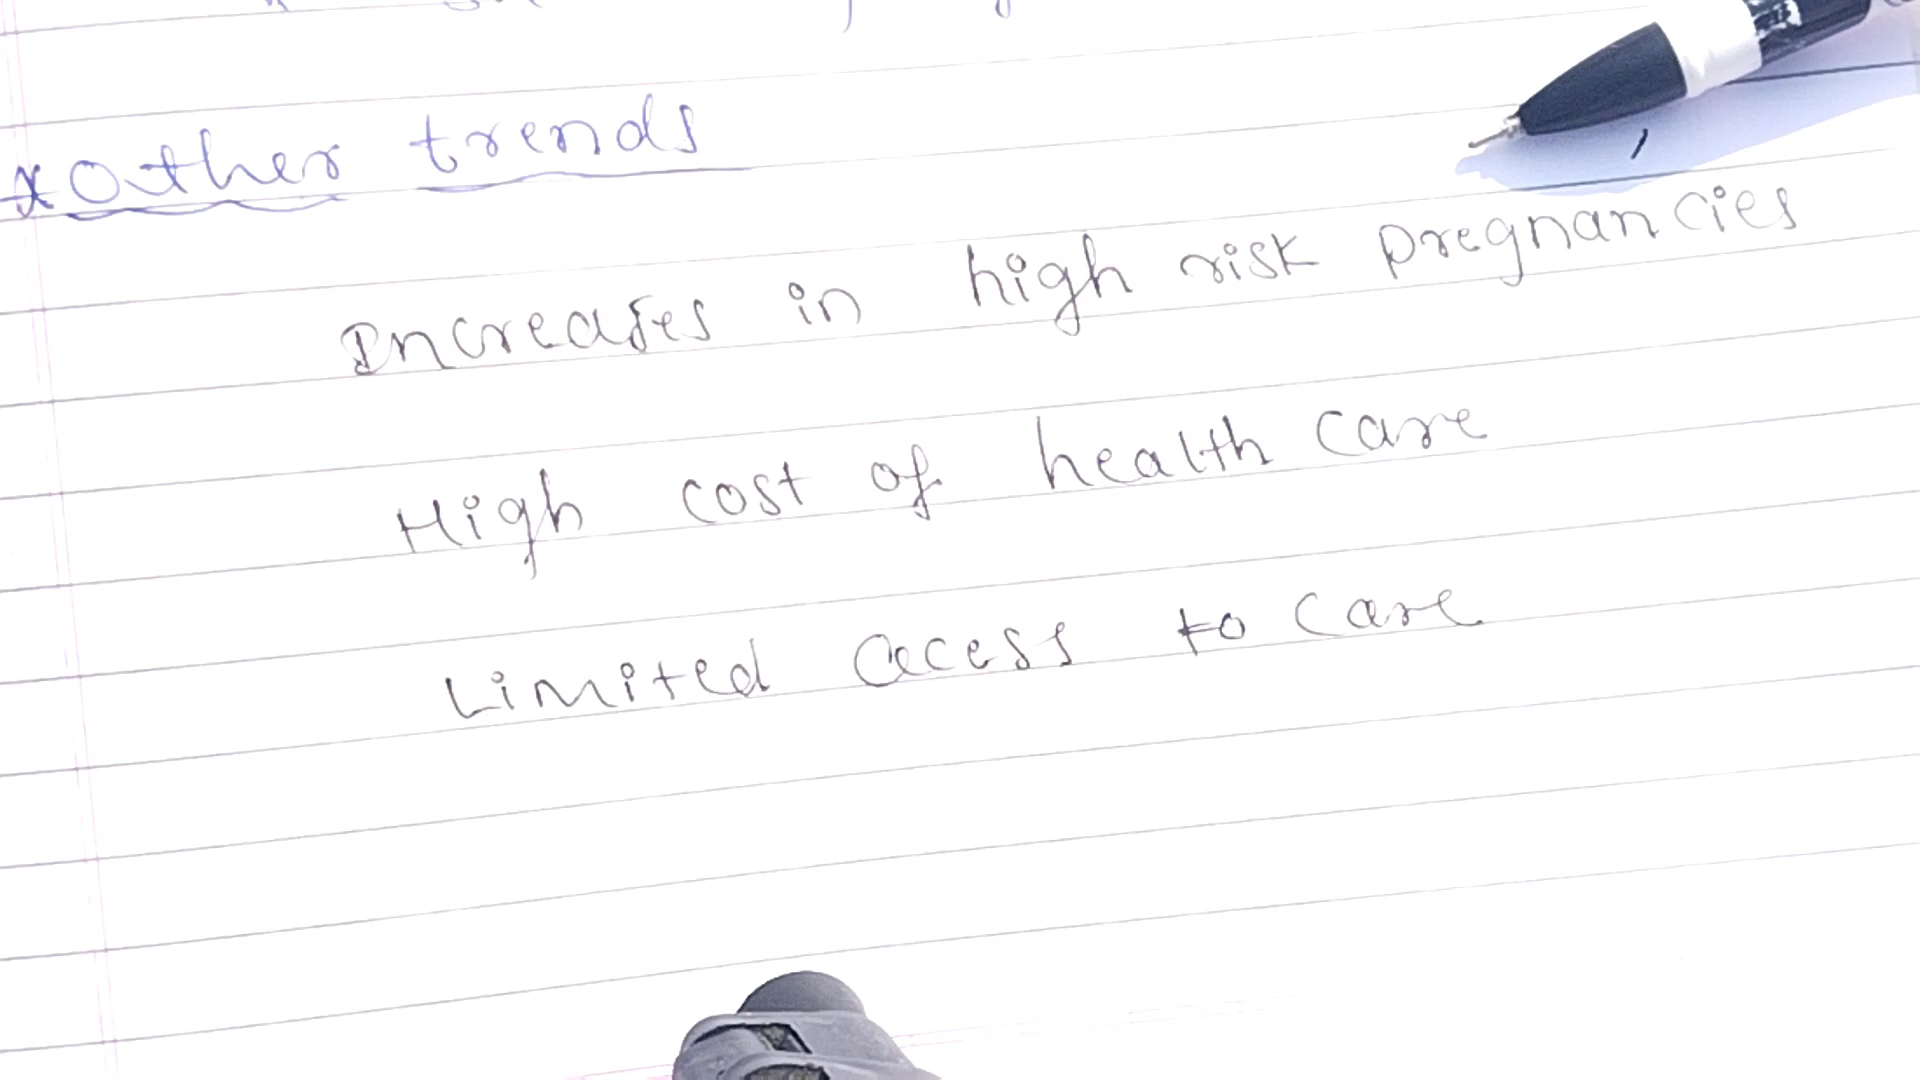 x Other trends
Increases in high risk pregnancies
High cost of health care
Limited acess to care